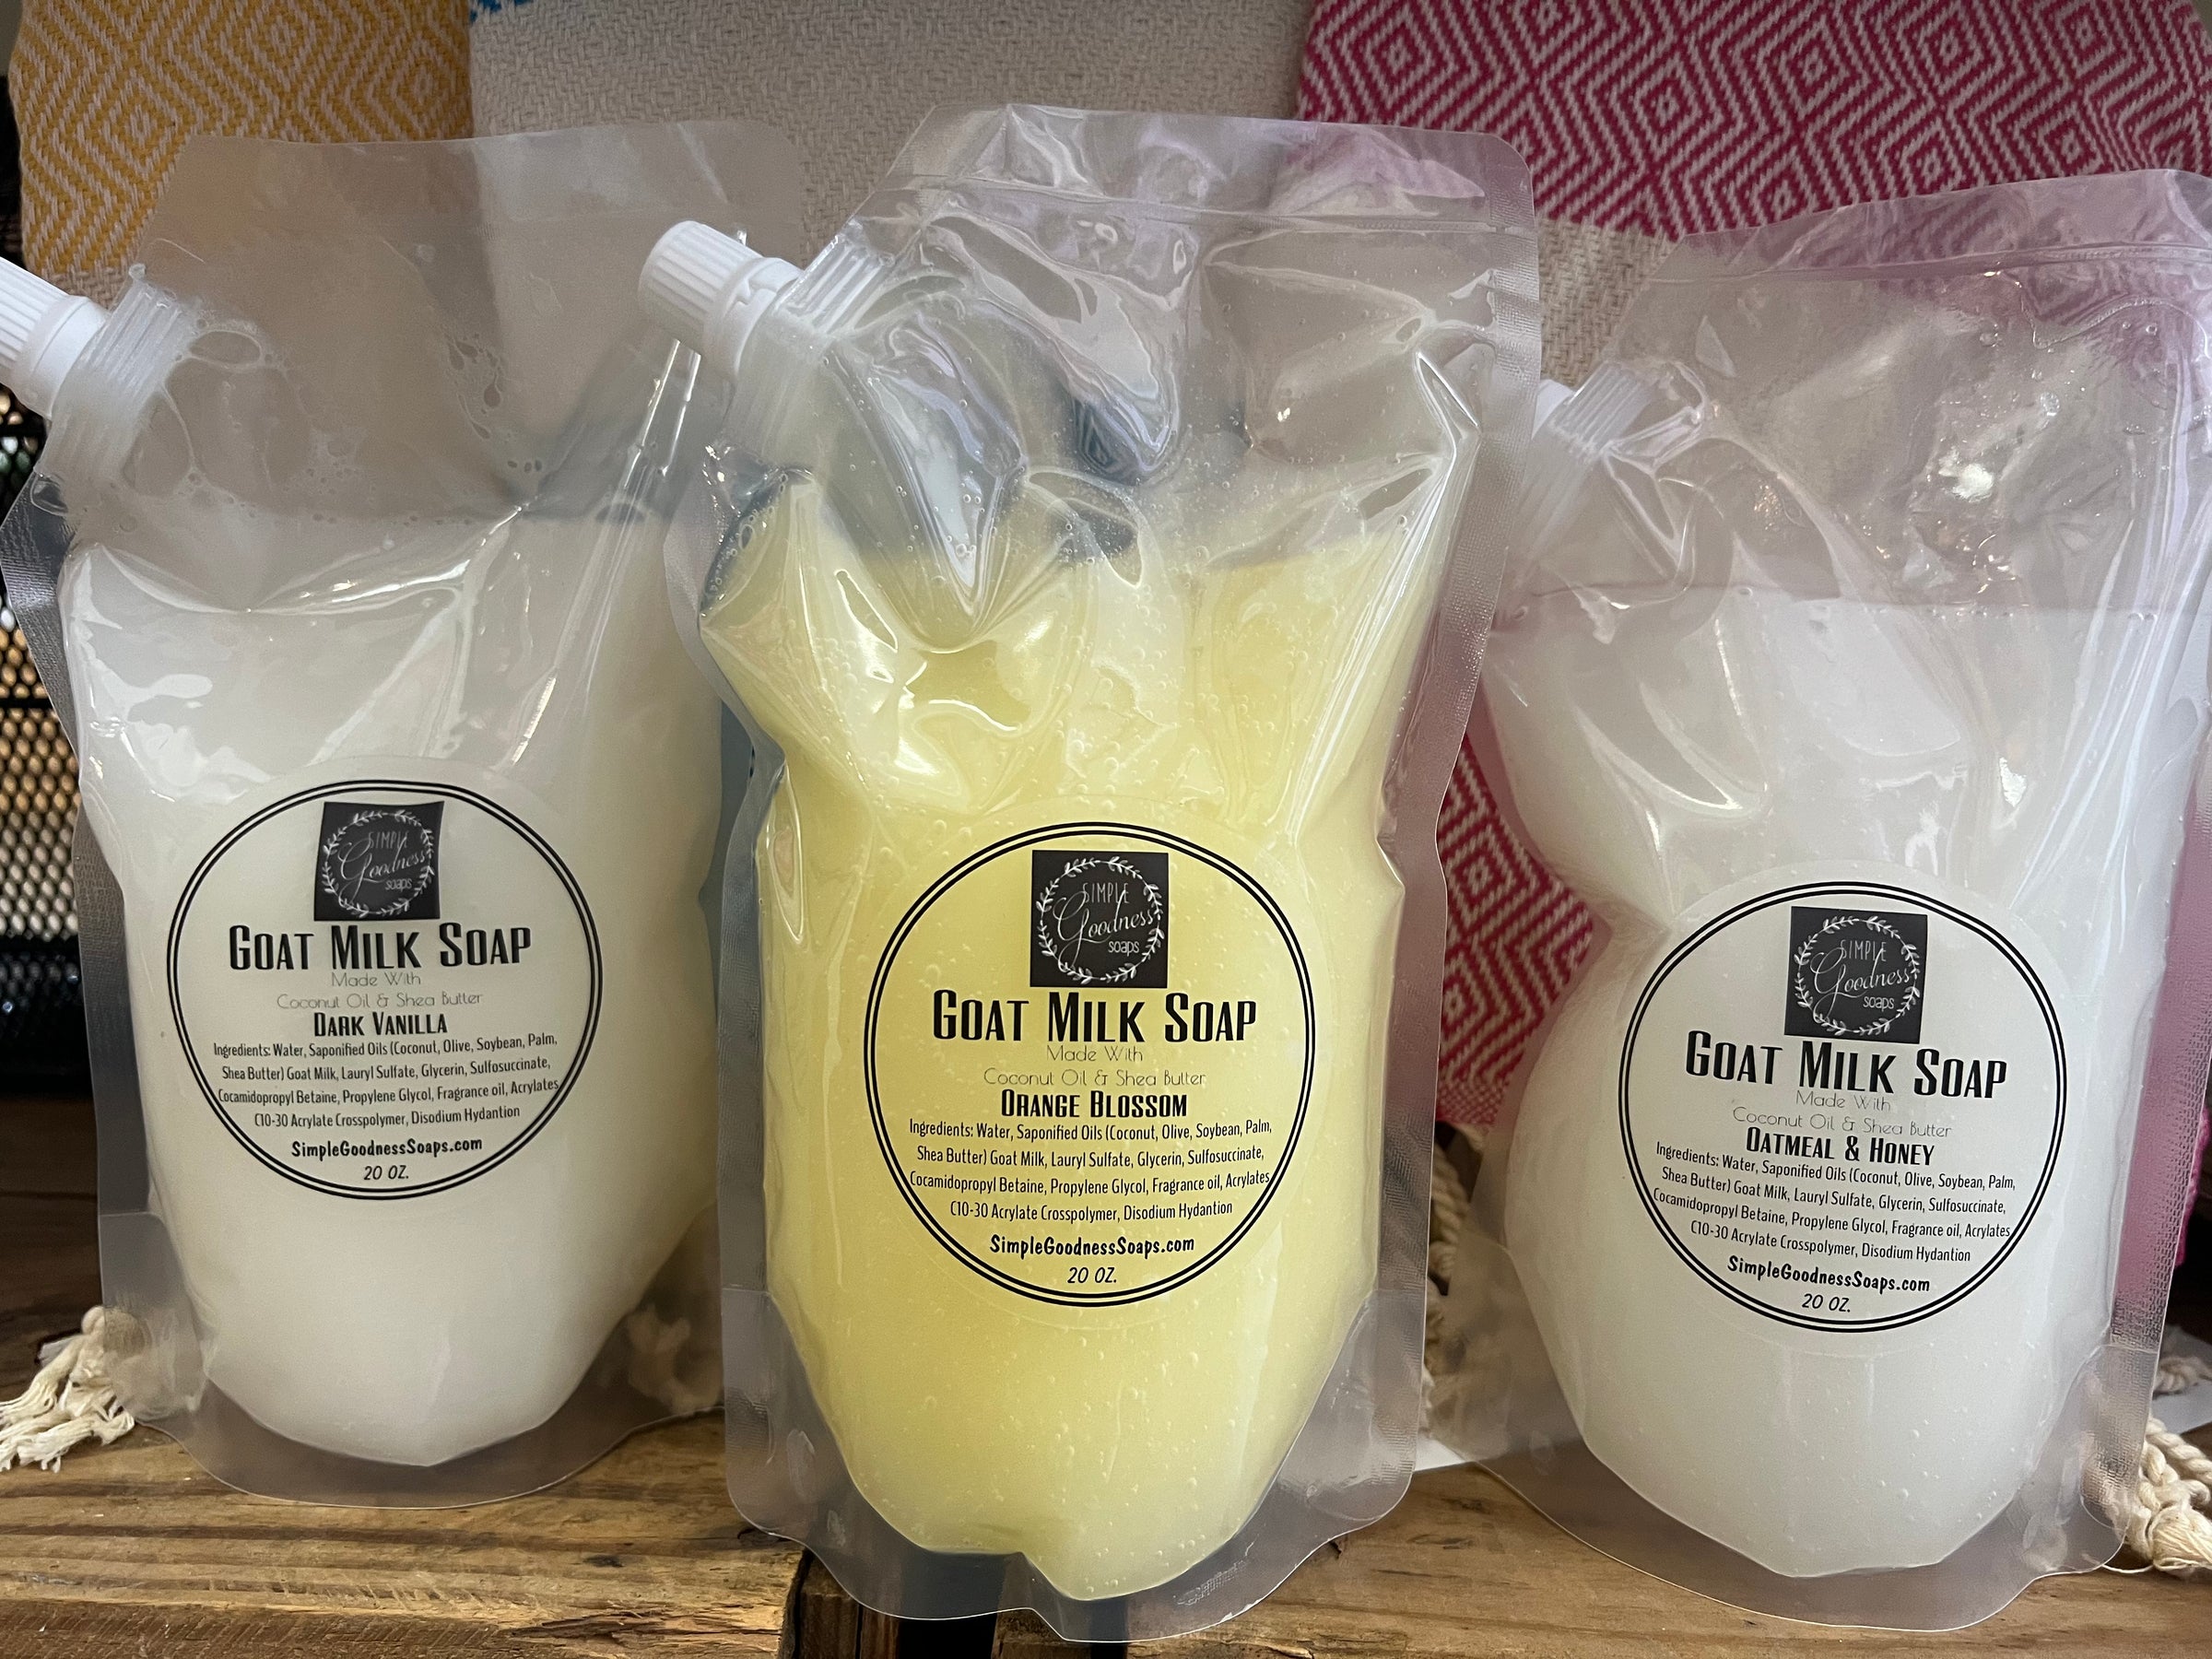 SIMPLE
Goodness
soaps
GOAT MILK SOAP
Made With
Coconut Oil & Shea Butter
DARK VANILLA
Ingredients: Water, Saponified Oils (Coconut, Olive, Soybean, Palm,
Shea Butter) Goat Milk, Lauryl Sulfate, Glycerin, Sulfosuccinate,
Cocamidopropyl Betaine, Propylene Glycol, Fragrance oil, Acrylates
C10-30 Acrylate Crosspolymer, Disodium Hydantion
SimpleGoodnessSoaps.com
20 OZ.
SIMPLE
Goodness
soaps
GOAT MILK SOAP
Made With
Coconut Oil & Shea Butter
ORANGE BLOSSOM
Ingredients: Water, Saponified Oils (Coconut, Olive, Soybean, Palm,
Shea Butter) Goat Milk, Lauryl Sulfate, Glycerin, Sulfosuccinate,
Cocamidopropyl Betaine, Propylene Glycol, Fragrance oil, Acrylates
C10-30 Acrylate Crosspolymer, Disodium Hydantion
SimpleGoodnessSoaps.com
20 OZ.
SIMPLE
Goodness
soaps
GOAT MILK SOAP
Made With
Coconut Oil & Shea Butter
OATMEAL & HONEY
Ingredients: Water, Saponified Oils (Coconut, Olive, Soybean, Palm,
Shea Butter) Goat Milk, Lauryl Sulfate, Glycerin, Sulfosuccinate,
Cocamidopropyl Betaine, Propylene Glycol, Fragrance oil, Acrylates
C10-30 Acrylate Crosspolymer, Disodium Hydantion
SimpleGoodnessSoaps.com
20 OZ.